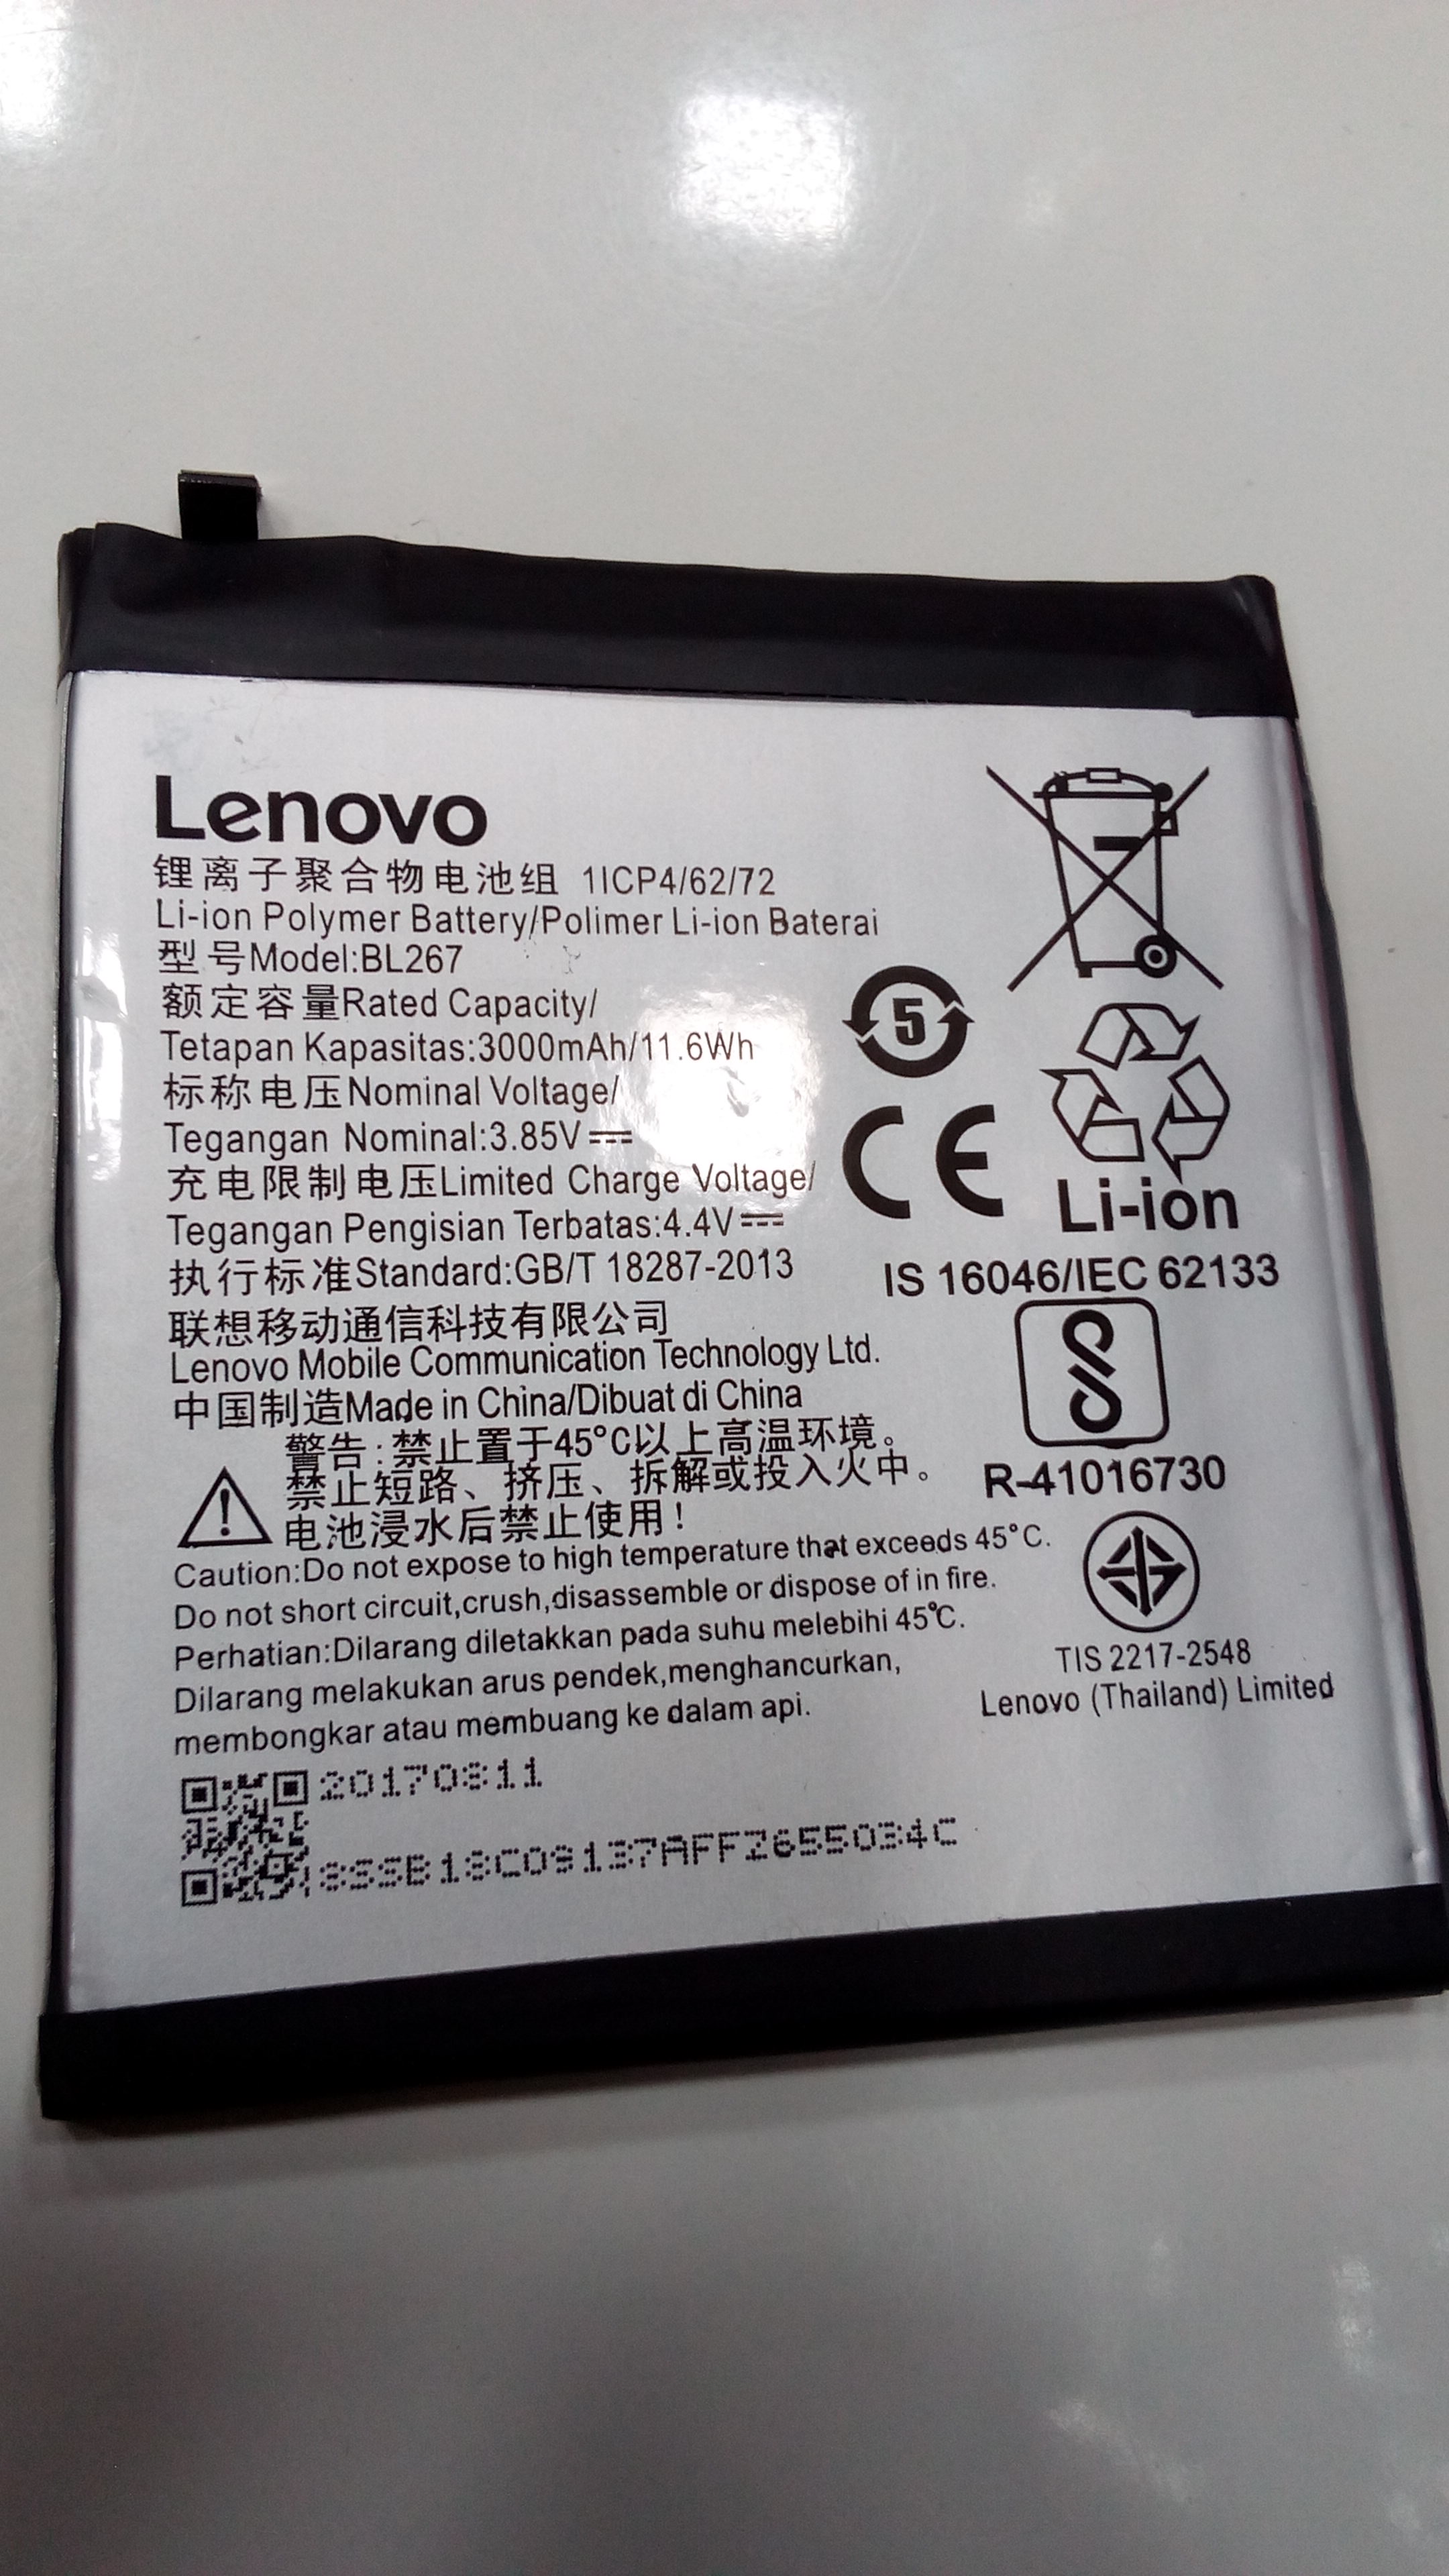 Lenovo
锂离子聚合物电池组 1ICP4/62/72
Li-ion Polymer Battery/Polimer Li-ion Baterai
型号Model:BL267
额定容量Rated Capacity/
Tetapan Kapasitas:3000mAh/11.6Wh
标称电压Nominal Voltage/
Tegangan Nominal:3.85V
充电限制电压Limited Charge Voltage/
Tegangan Pengisian Terbatas:4.4V
执行标准Standard:GB/T 18287-2013
联想移动通信科技有限公司
Lenovo Mobile Communication Technology Ltd.
中国制造Made in China/Dibuat di China
警告:禁止置于45°C以上高温环境。
禁止短路、挤压、拆解或投入火中。
电池浸水后禁止使用!
Caution:Do not expose to high temperature that exceeds 45°C.
Do not short circuit,crush,disassemble or dispose of in fire.
Perhatian:Dilarang diletakkan pada suhu melebihi 45℃.
Dilarang melakukan arus pendek,menghancurkan,
membongkar atau membuang ke dalam api.
20170811
5
CE
Li-ion
IS 16046/IEC 62133
R-41016730
TIS 2217-2548
Lenovo (Thailand) Limited